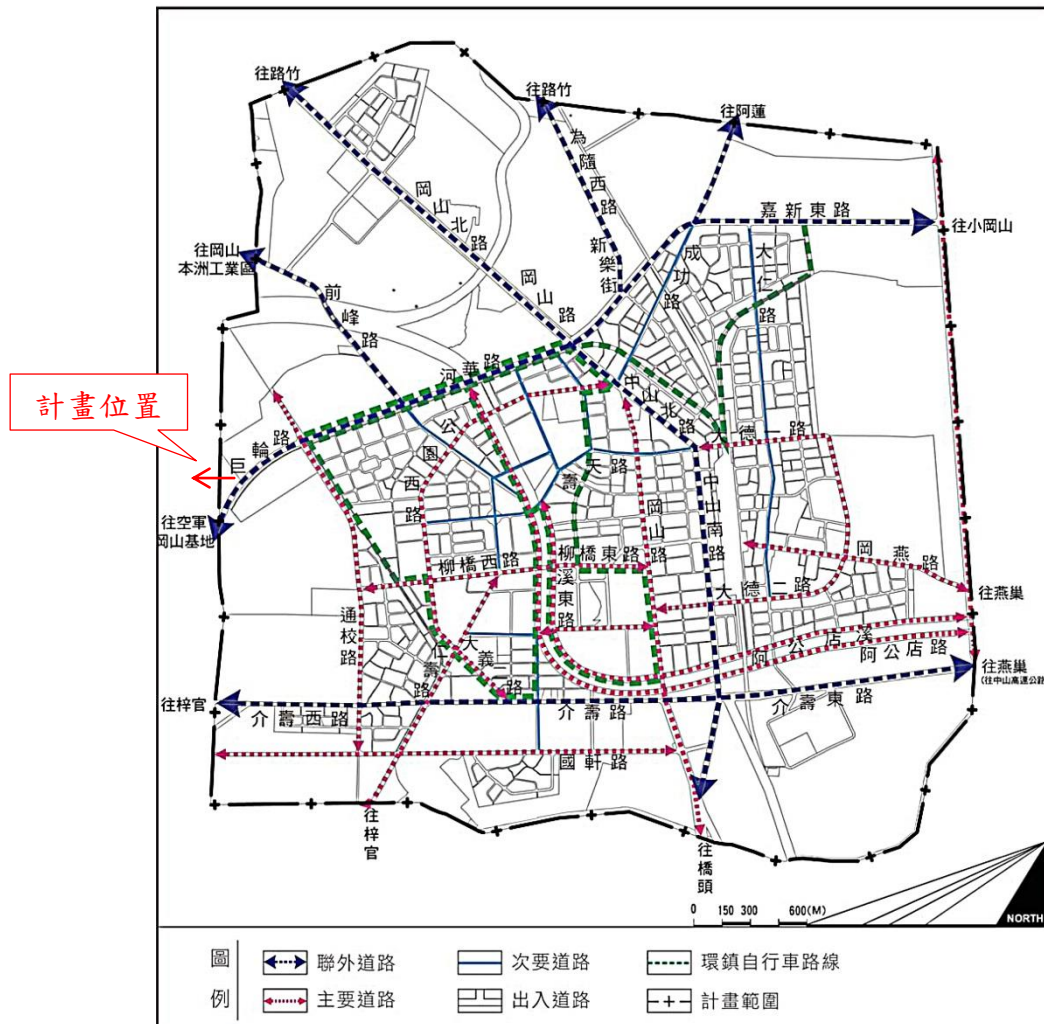 往路竹
往路竹
往阿蓮
為隨西路
岡山北路
嘉新東路
往小岡山
往岡山
本洲工業區
新樂街
成功路
大仁路
前峰路
岡山路
河華路
計畫位置
中山北路
大德一路
巨輪路
公園西路
壽天路
中山南路
岡山路
往空軍
岡山基地
柳橋西路
柳橋東路
岡燕路
溪東路
大德二路
往燕巢
通校路
大義二路
仁壽路
阿公店溪
阿公店路
往燕巢
(往中山高速公路)
往梓官
介壽西路
介壽路
介壽東路
國軒路
往梓官
往橋頭
0 150 300 600(M)
NORTH
圖例
聯外道路
次要道路
環鎮自行車路線
主要道路
出入道路
計畫範圍